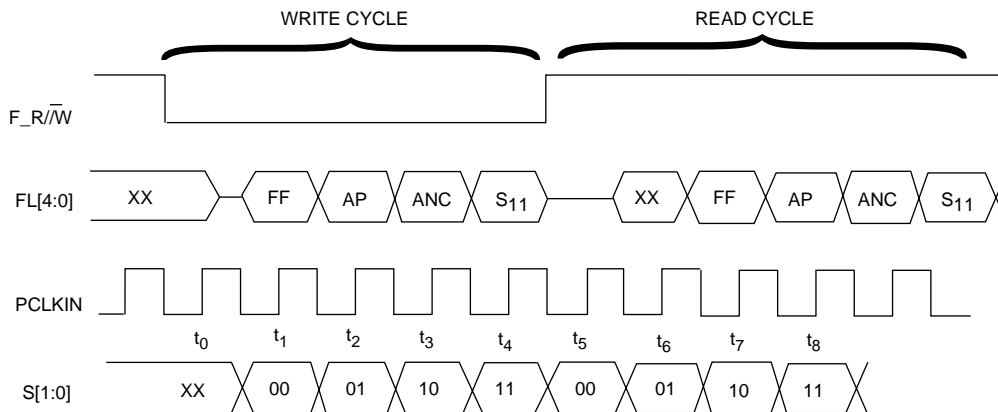 WRITE CYCLE READ CYCLE
F_R//W̅
FL[4:0] XX FF AP ANC S₁₁ XX FF AP ANC S₁₁
PCLKIN
t₀ t₁ t₂ t₃ t₄ t₅ t₆ t₇ t₈
S[1:0] XX 00 01 10 11 00 01 10 11